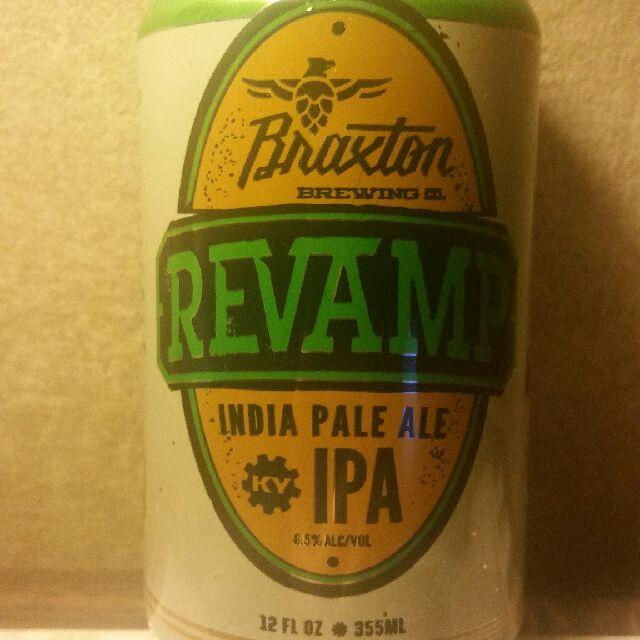 Braxton
BREWING CO.
REVAMP
INDIA PALE ALE
KY IPA
6.5% ALC/VOL
12 FL OZ 355ML